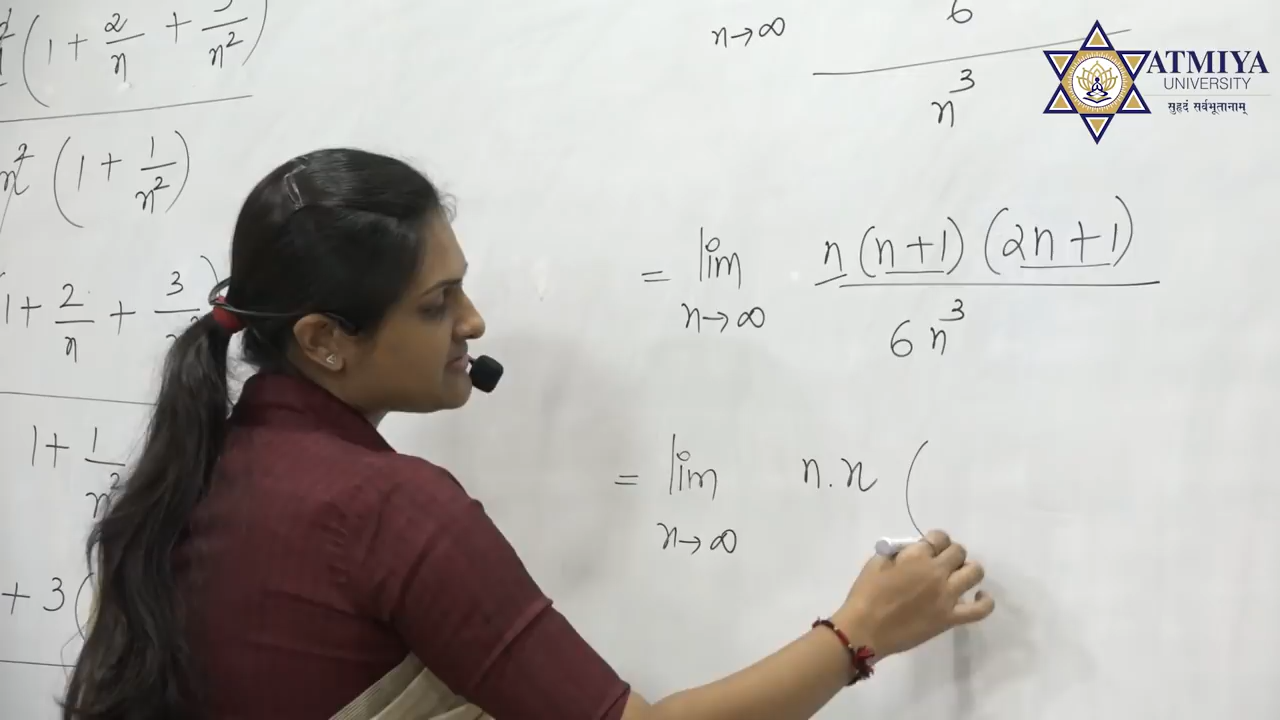 (1 + 2/n + 3/n²)
n² (1 + 1/n²)
1 + 2/n + 3/
1 + 1/n²
+ 3(
n→∞ 6
n³
= lim n→∞ n(n+1)(2n+1)
6n³
= lim n→∞ n.n (
ATMIYA
UNIVERSITY
सुहृदं सर्वभूतानाम्